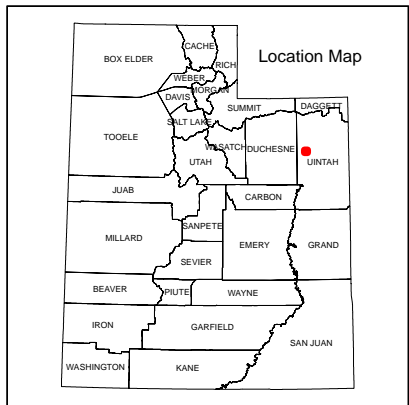 Location Map
CACHE
BOX ELDER
RICH
WEBER
MORGAN
DAVIS
SUMMIT
DAGGETT
SALT LAKE
TOOELE
WASATCH
DUCHESNE
UTAH
UINTAH
JUAB
CARBON
SANPETE
MILLARD
EMERY
GRAND
SEVIER
BEAVER
PIUTE
WAYNE
IRON
GARFIELD
SAN JUAN
WASHINGTON
KANE